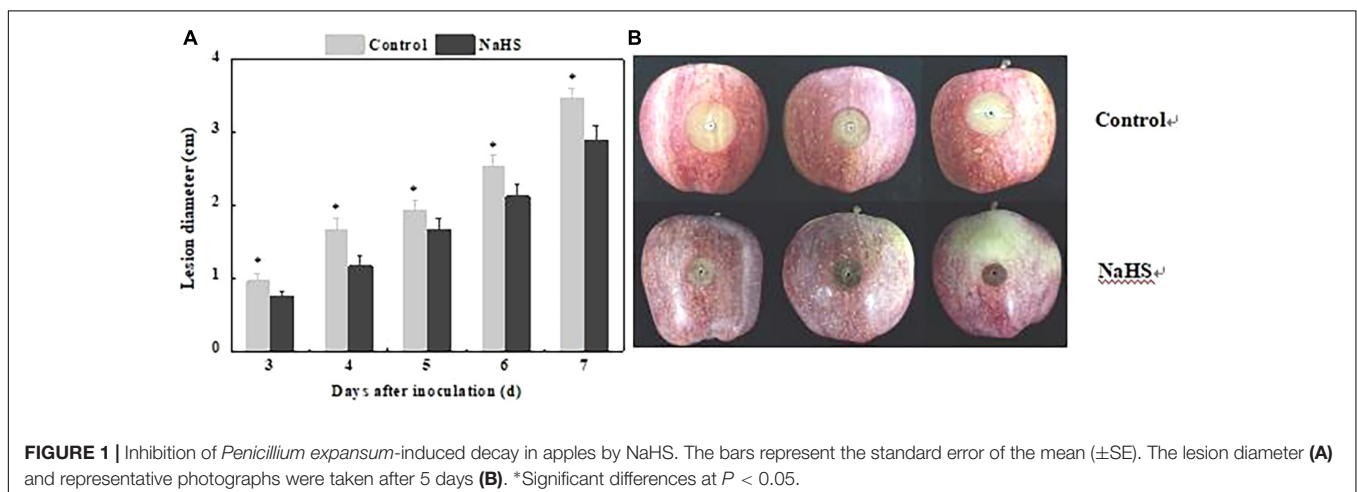 A
Control NaHS
B
4
3
2
1
0
Lesion diameter (cm)
* * * * *
3 4 5 6 7
Days after inoculation (d)
Control↵
NaHS↵
FIGURE 1 | Inhibition of Penicillium expansum-induced decay in apples by NaHS. The bars represent the standard error of the mean (±SE). The lesion diameter (A)
and representative photographs were taken after 5 days (B). *Significant differences at P < 0.05.